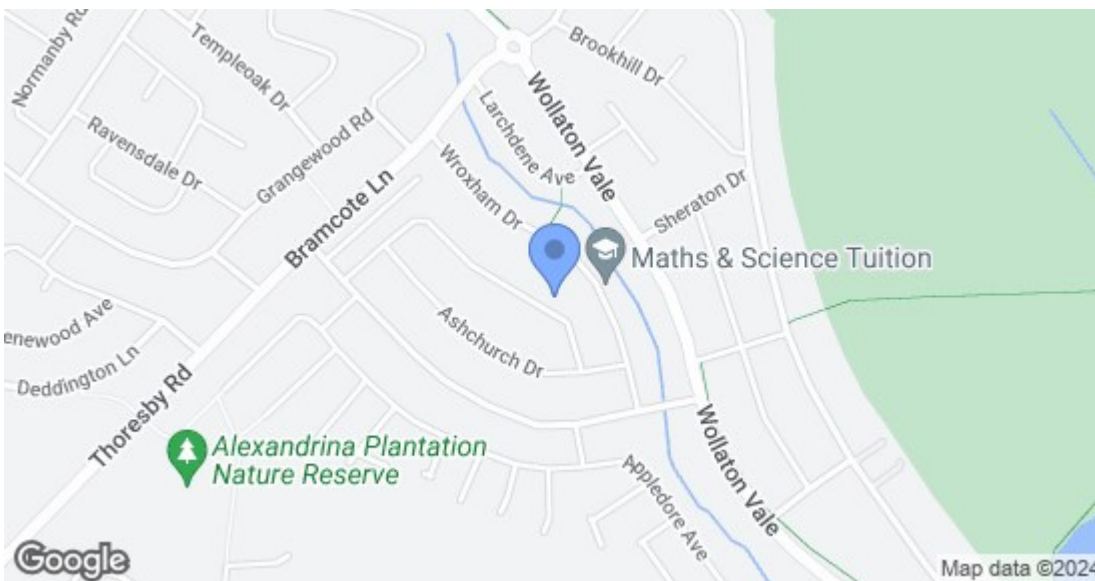 Normanby Rd
Templeoak Dr
Brookhill Dr
Ravensdale Dr
Grangewood Rd
Larchdene Ave
Wollaton Vale
Bramcote Ln
Wroxham Dr
Sheraton Dr
Maths & Science Tuition
enewood Ave
Ashchurch Dr
Deddington Ln
Thoresby Rd
Alexandrina Plantation
Nature Reserve
Appledore Ave
Wollaton Vale
Google
Map data ©2024